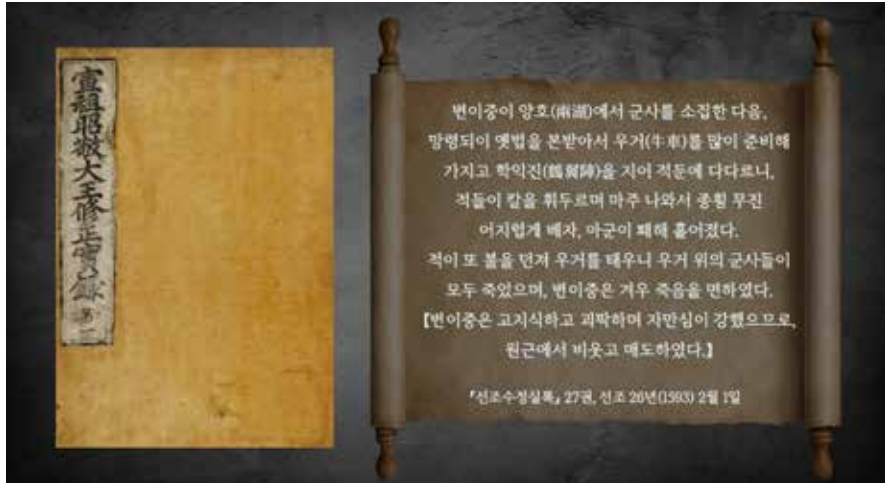 宣祖昭敬大王修正實錄
변이중이 양호(兩湖)에서 군사를 소집한 다음,
망령되이 옛법을 본받아서 우거(牛車)를 많이 준비해
가지고 학익진(鶴翼陣)을 지어 적둔에 다다르니,
적들이 칼을 휘두르며 마주 나와서 종횡 무진
어지럽게 베자, 아군이 패해 흩어졌다.
적이 또 불을 던져 우거를 태우니 우거 위의 군사들이
모두 죽었으며, 변이중은 겨우 죽음을 면하였다.
【변이중은 고지식하고 괴팍하며 자만심이 강했으므로,
원근에서 비웃고 매도하였다.】
『선조수정실록』 27권, 선조 26년(1593) 2월 1일